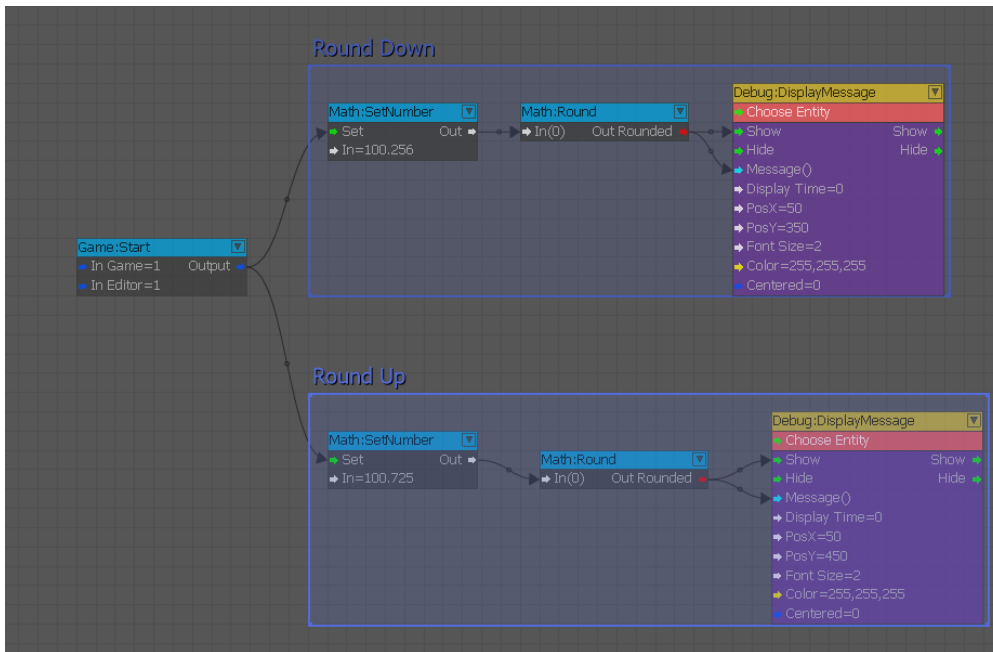 Round Down
Debug:DisplayMessage
Math:SetNumber
Math:Round
Choose Entity
Set Out
In(0) Out Rounded
Show Show
In=100.256
Hide Hide
Message()
Display Time=0
PosX=50
PosY=350
Font Size=2
Color=255,255,255
Centered=0
Game:Start
In Game=1 Output
In Editor=1
Round Up
Debug:DisplayMessage
Math:SetNumber
Choose Entity
Set Out
Math:Round
Show Show
In=100.725
In(0) Out Rounded
Hide Hide
Message()
Display Time=0
PosX=50
PosY=450
Font Size=2
Color=255,255,255
Centered=0